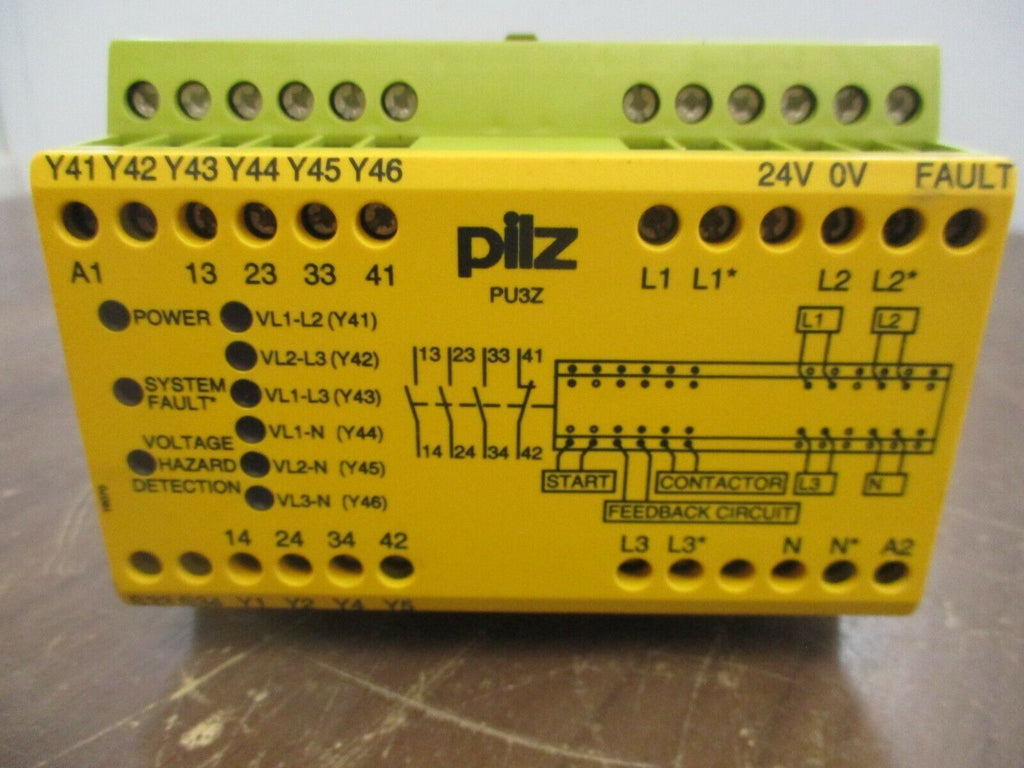 Y41 Y42 Y43 Y44 Y45 Y46 24V 0V FAULT
pilz
PU3Z
A1 13 23 33 41 L1 L1* L2 L2*
POWER VL1-L2 (Y41)
VL2-L3 (Y42)
SYSTEM FAULT* VL1-L3 (Y43)
VL1-N (Y44)
VOLTAGE HAZARD DETECTION VL2-N (Y45)
VL3-N (Y46)
L1 L2
13 23 33 41
14 24 34 42
START CONTACTOR L3 N
FEEDBACK CIRCUIT
14 24 34 42 L3 L3* N N* A2
Y1 Y2 Y4 Y5